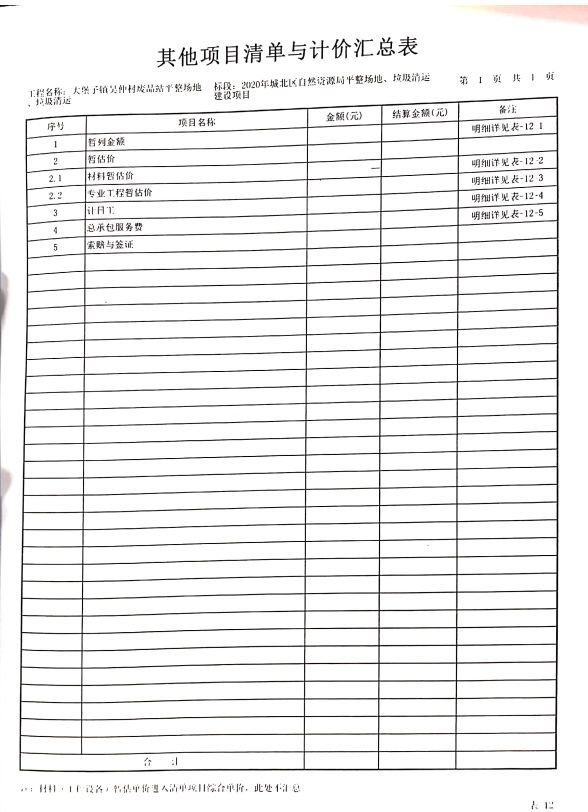 其他项目清单与计价汇总表
工程名称：大堡子镇吴仲村废品站平整场地、垃圾清运
标段：2020年城北区自然资源局平整场地、垃圾清运建设项目
第 1 页 共 1 页
序号 项目名称 金额(元) 结算金额(元) 备注
1 暂列金额 明细详见表-12-1
2 暂估价
2.1 材料暂估价 明细详见表-12-2
2.2 专业工程暂估价 明细详见表-12-3
3 计日工 明细详见表-12-4
4 总承包服务费 明细详见表-12-5
5 索赔与签证
合 计
注：材料（工程设备）暂估单价进入清单项目综合单价，此处不汇总
表-12